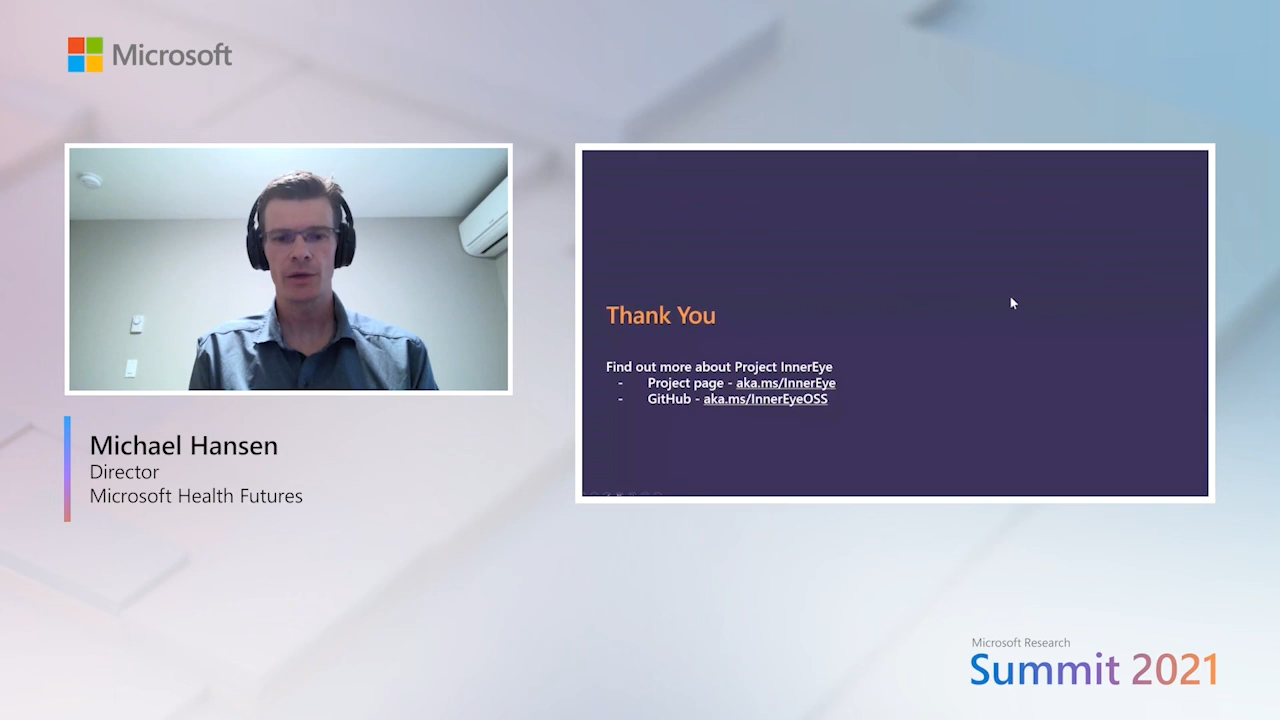 Microsoft
Thank You
Find out more about Project InnerEye
- Project page - aka.ms/InnerEye
- GitHub - aka.ms/InnerEyeOSS
Michael Hansen
Director
Microsoft Health Futures
Microsoft Research
Summit 2021